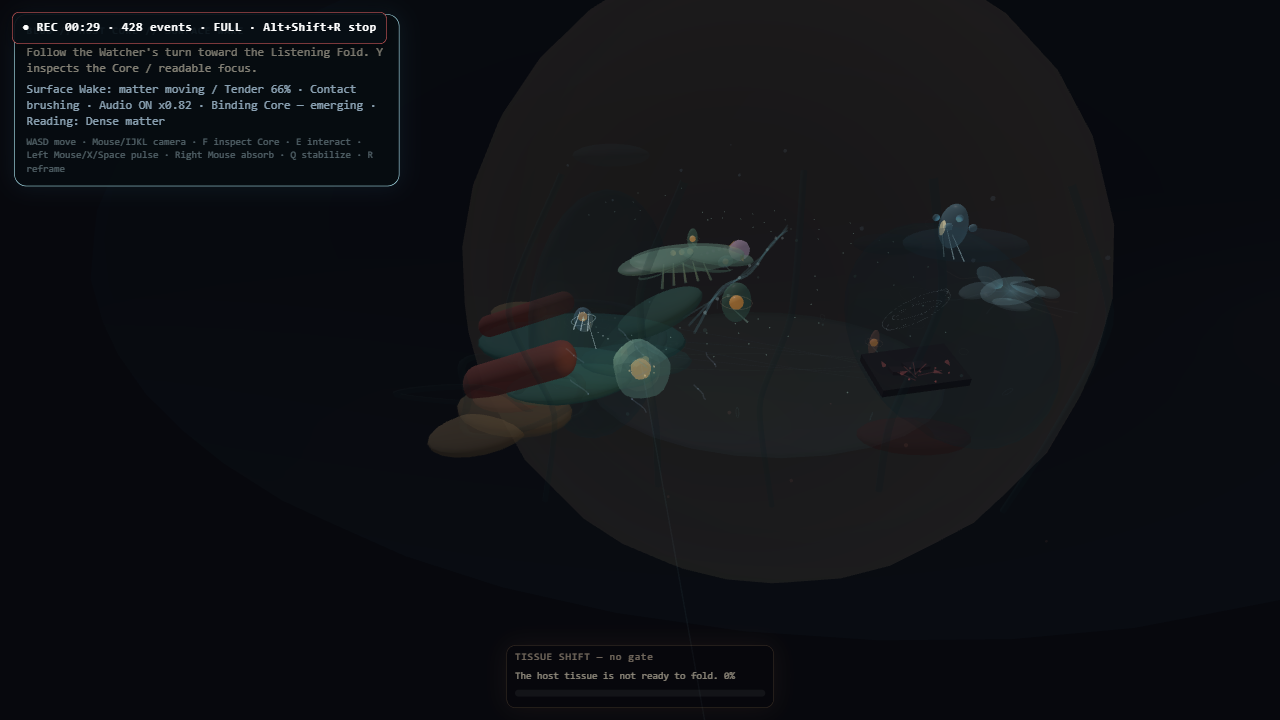 ● REC 00:29 · 428 events · FULL · Alt+Shift+R stop
Follow the Watcher's turn toward the Listening Fold. Y
inspects the Core / readable focus.
Surface Wake: matter moving / Tender 66% · Contact
brushing · Audio ON x0.82 · Binding Core — emerging ·
Reading: Dense matter
WASD move · Mouse/IJKL camera · F inspect Core · E interact ·
Left Mouse/X/Space pulse · Right Mouse absorb · Q stabilize · R
reframe
TISSUE SHIFT — no gate
The host tissue is not ready to fold. 0%